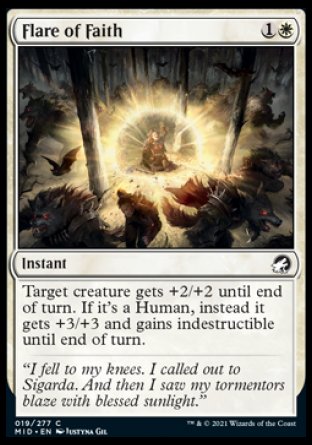 Flare of Faith 1
Instant
Target creature gets +2/+2 until end
of turn. If it's a Human, instead it
gets +3/+3 and gains indestructible
until end of turn.
"I fell to my knees. I called out to
Sigarda. And then I saw my tormentors
blaze with blessed sunlight."
019/277 C
MID • EN Justyna Gil ™ & © 2021 Wizards of the Coast